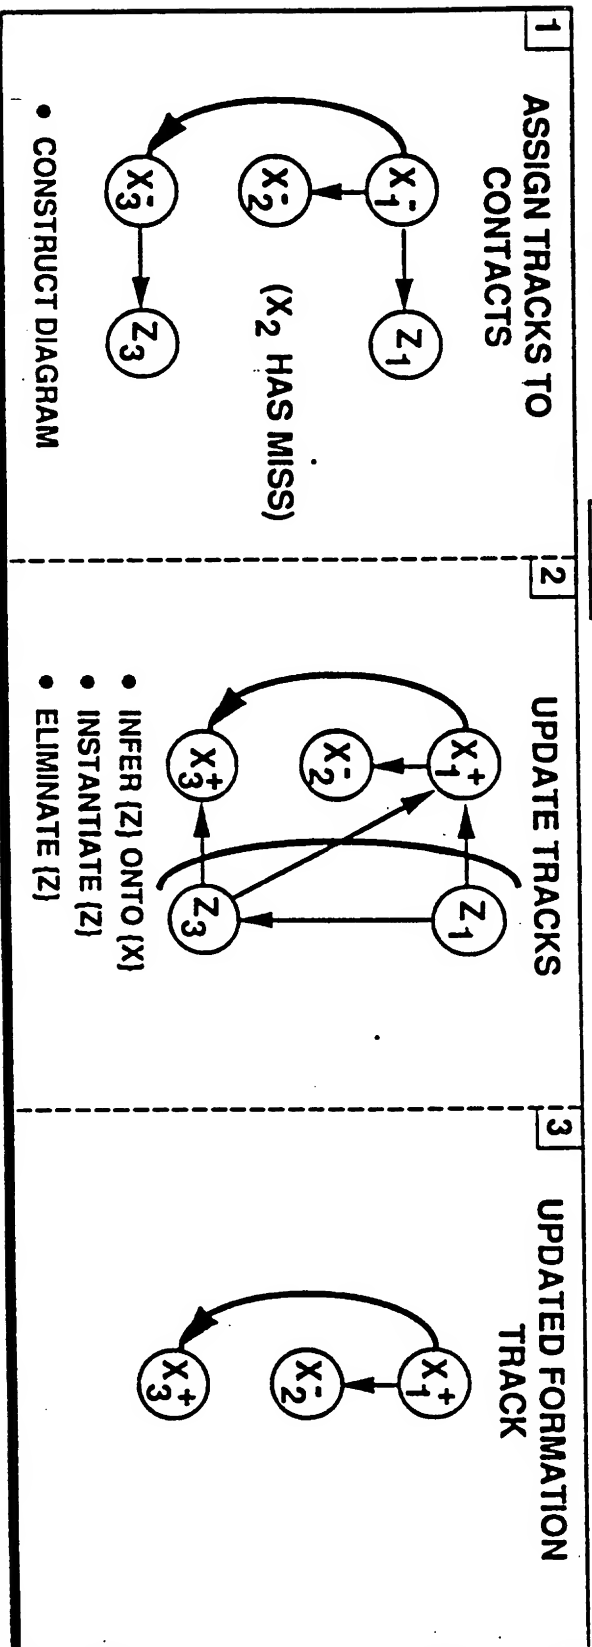 1
ASSIGN TRACKS TO
CONTACTS
X₁⁻
Z₁
X₂⁻
(X₂ HAS MISS)
X₃⁻
Z₃
• CONSTRUCT DIAGRAM
2
UPDATE TRACKS
X₁⁺
Z₁
X₂⁻
X₃⁺
Z₃
• INFER {Z} ONTO {X}
• INSTANTIATE {Z}
• ELIMINATE {Z}
3
UPDATED FORMATION
TRACK
X₁⁺
X₂⁻
X₃⁺